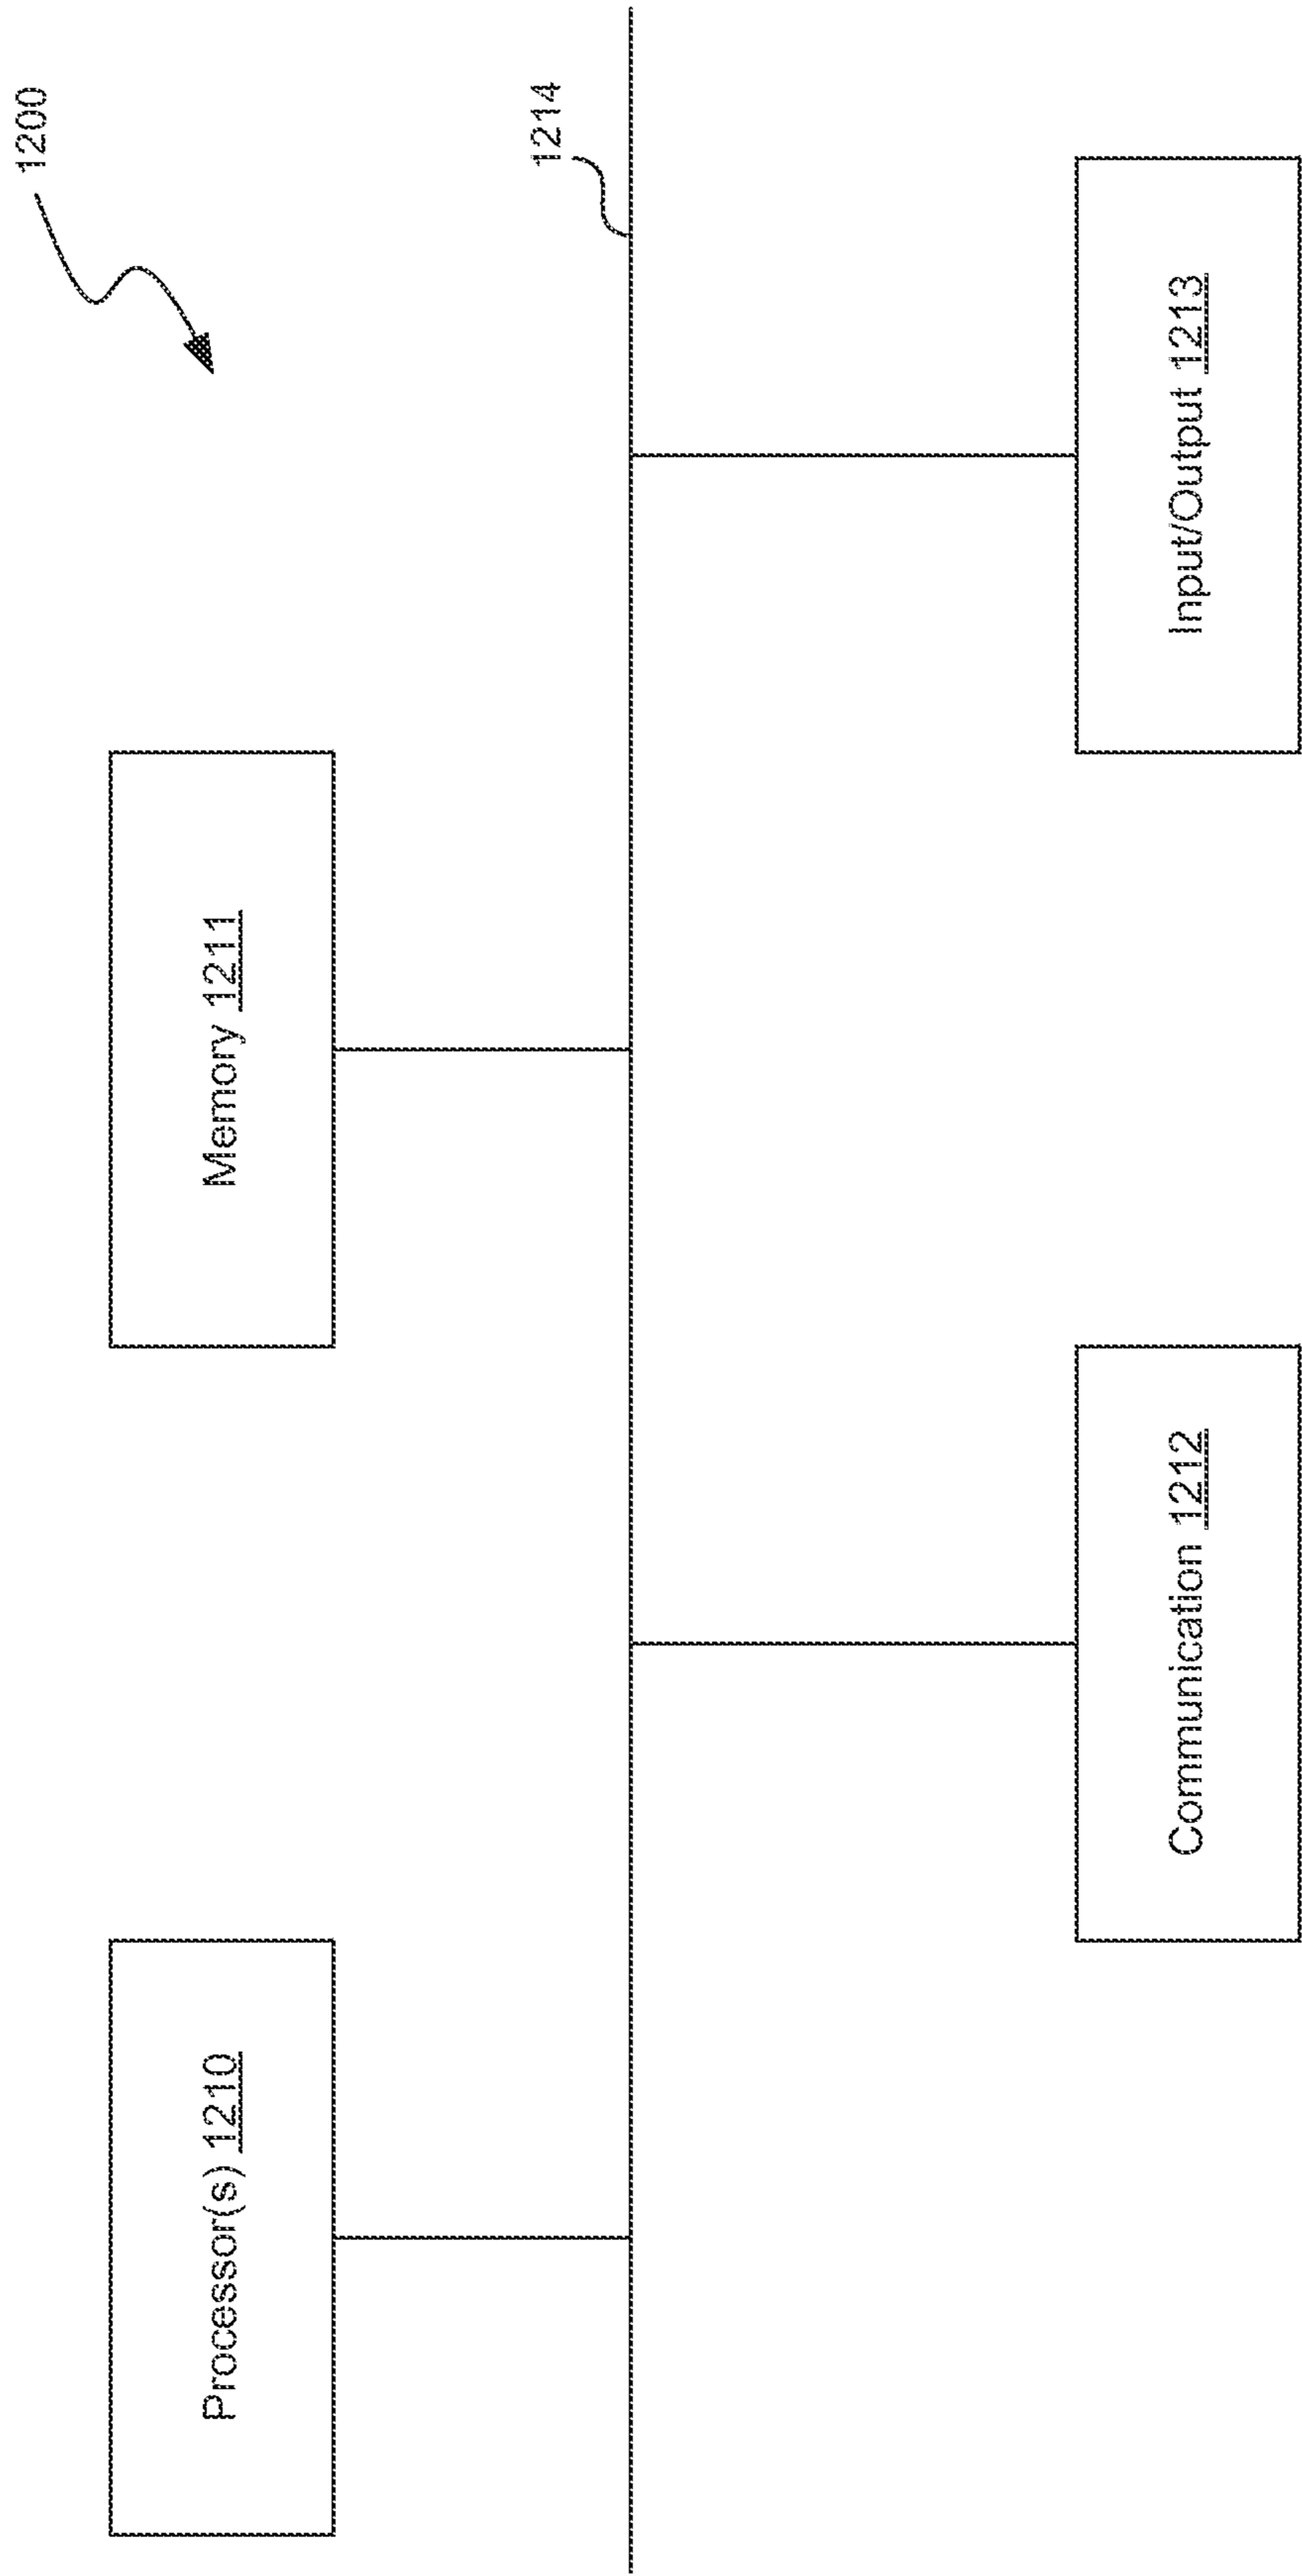 1200
1214
Processor(s) 1210
Memory 1211
Communication 1212
Input/Output 1213